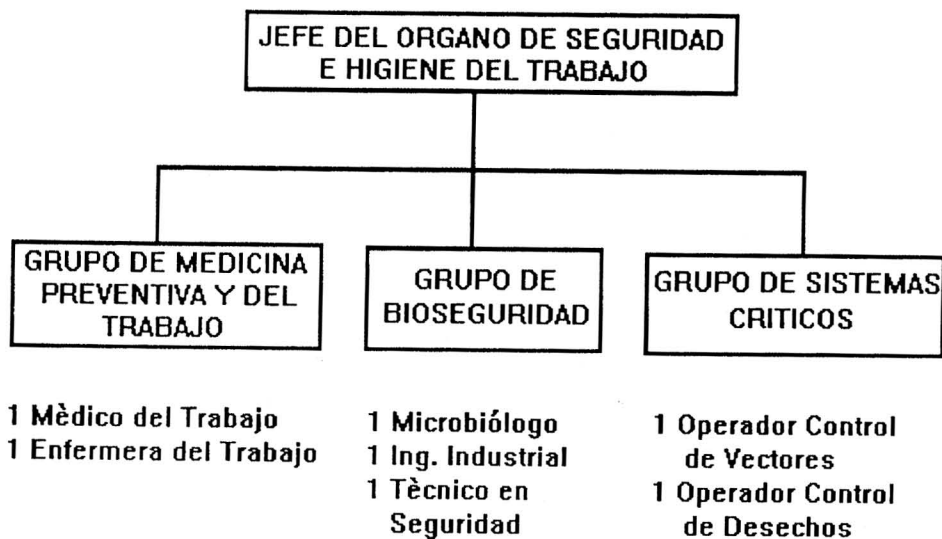 JEFE DEL ORGANO DE SEGURIDAD
E HIGIENE DEL TRABAJO
GRUPO DE MEDICINA
PREVENTIVA Y DEL
TRABAJO
GRUPO DE
BIOSEGURIDAD
GRUPO DE SISTEMAS
CRITICOS
1 Mèdico del Trabajo
1 Enfermera del Trabajo
1 Microbiólogo
1 Ing. Industrial
1 Tècnico en
Seguridad
1 Operador Control
de Vectores
1 Operador Control
de Desechos